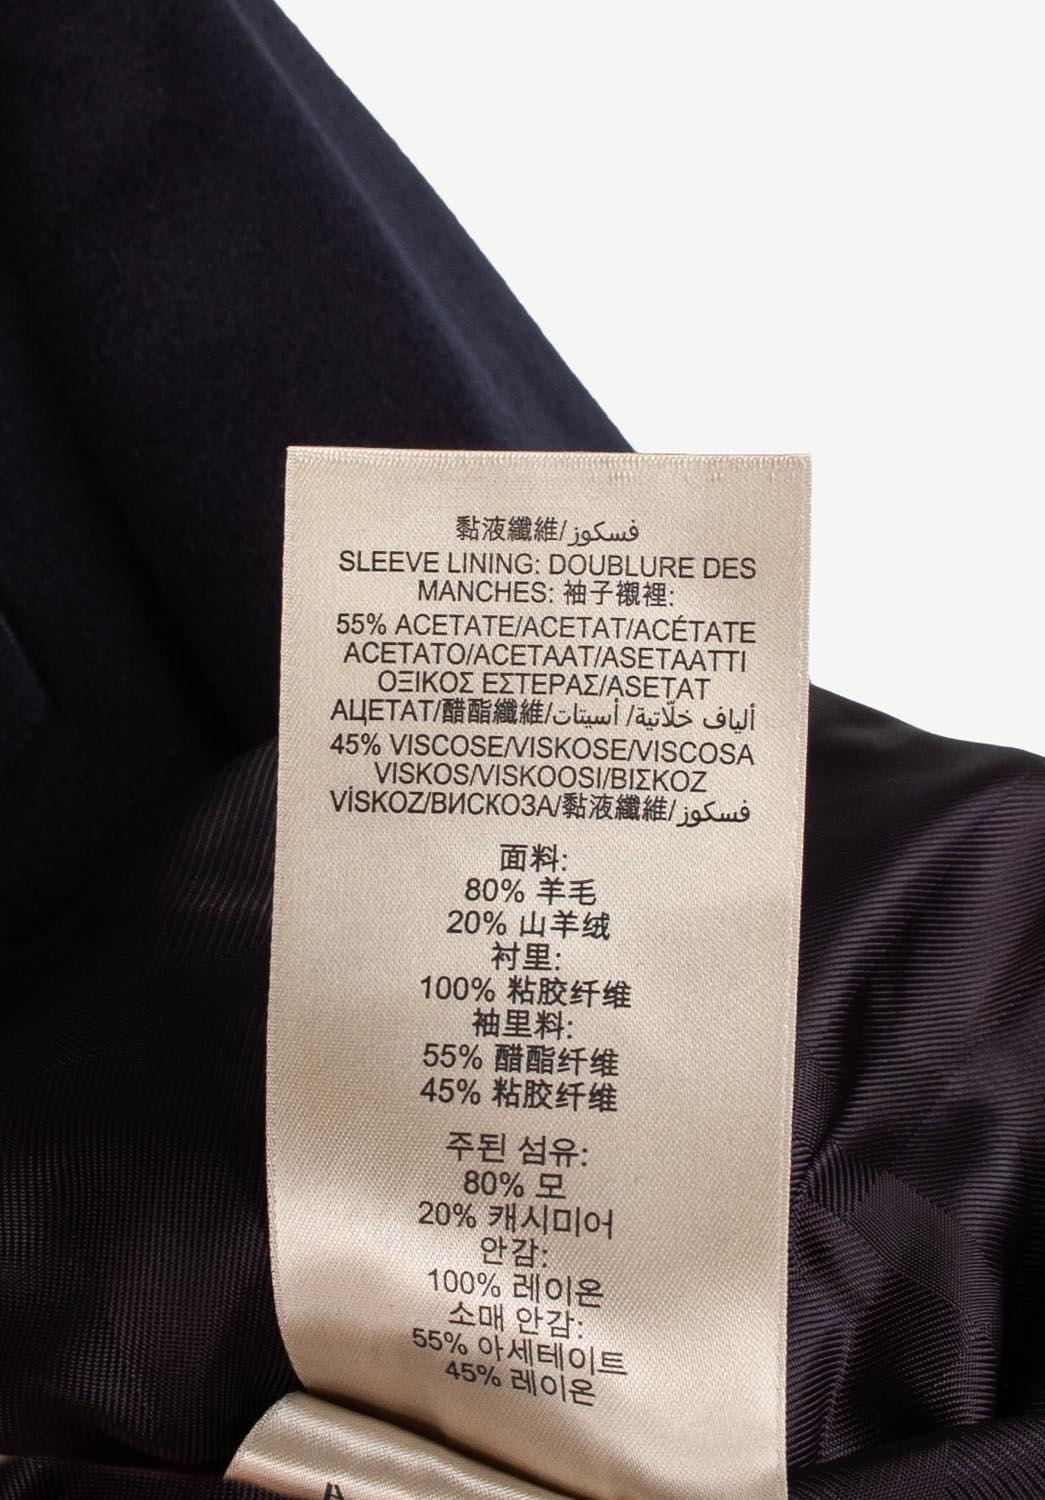 黏液纖維/فسكوز
SLEEVE LINING: DOUBLURE DES
MANCHES: 袖子襯裡:
55% ACETATE/ACETAT/ACÉTATE
ACETATO/ACETAAT/ASETAATTI
ΟΞΙΚΟΣ ΕΣΤΕΡΑΣ/ASETAT
АЦЕТАТ/醋酯纖維/ألياف خلّاتية/ أسيتات
45% VISCOSE/VISKOSE/VISCOSA
VISKOS/VISKOOSI/ΒΙΣΚΟΖ
VİSKOZ/ВИСКОЗА/黏液纖維/فسكوز
面料:
80% 羊毛
20% 山羊绒
衬里:
100% 粘胶纤维
袖里料:
55% 醋酯纤维
45% 粘胶纤维
주된 섬유:
80% 모
20% 캐시미어
안감:
100% 레이온
소매 안감:
55% 아세테이트
45% 레이온